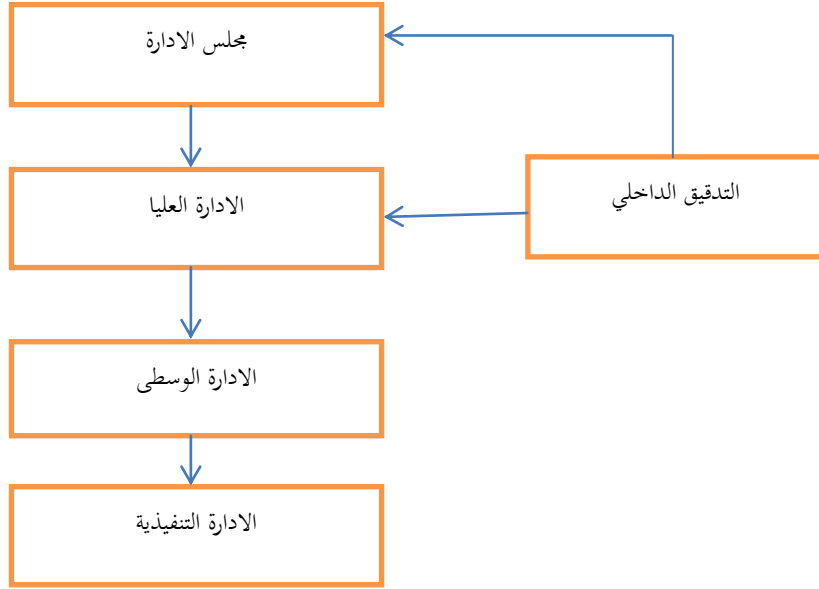 مجلس الادارة
الادارة العليا
التدقيق الداخلي
الادارة الوسطى
الادارة التنفيذية